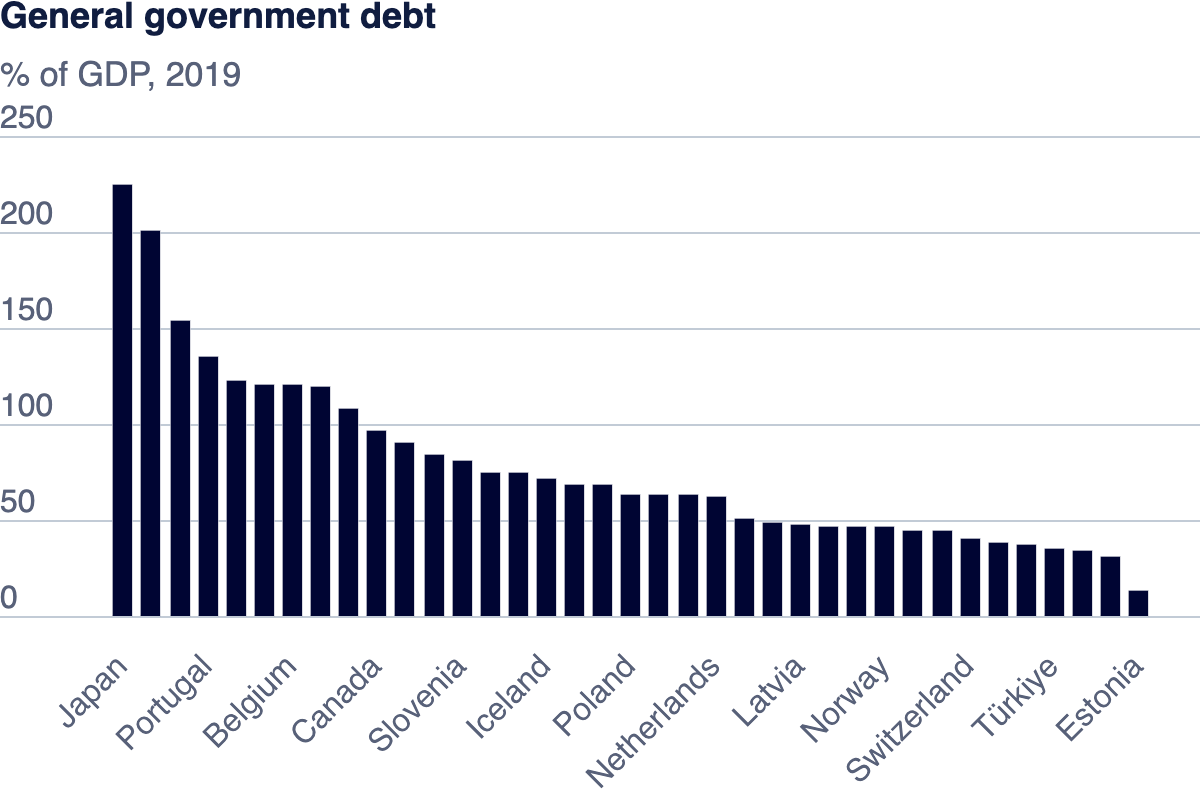 General government debt
% of GDP, 2019
250
200
150
100
50
0
Japan
Portugal
Belgium
Canada
Slovenia
Iceland
Poland
Netherlands
Latvia
Norway
Switzerland
Türkiye
Estonia